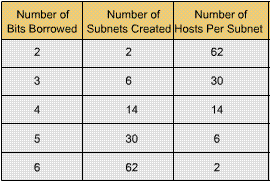 Number of Number of Number of
Bits Borrowed Subnets Created Hosts Per Subnet
2 2 62
3 6 30
4 14 14
5 30 6
6 62 2